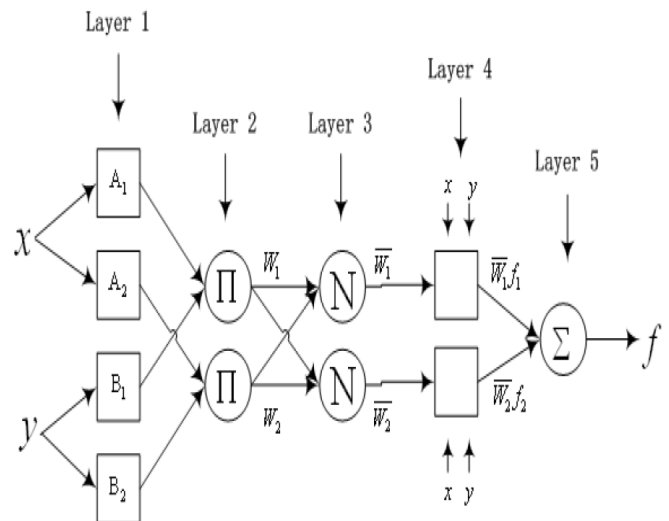 Layer 1
Layer 2
Layer 3
Layer 4
Layer 5
x
y
A₁
A₂
B₁
B₂
Π
Π
W₁
W₂
N
N
W̅₁
W̅₂
x y
x y
W̅₁f₁
W̅₂f₂
Σ
f